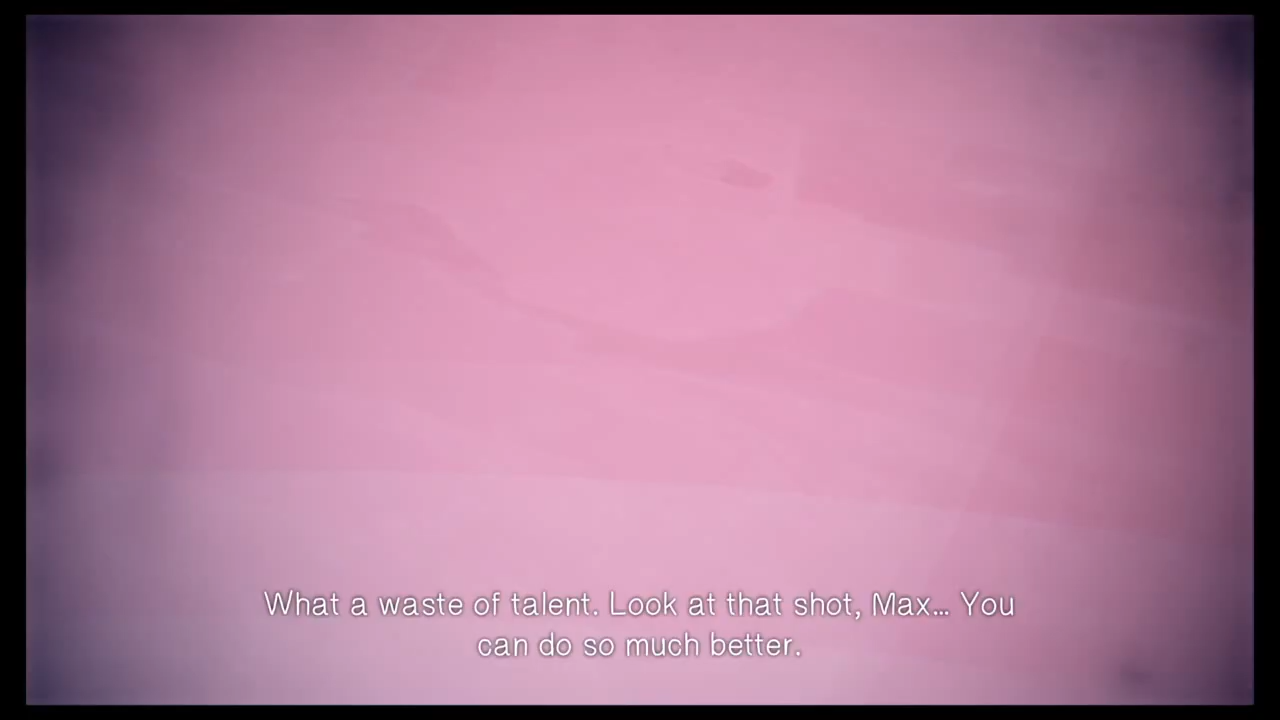 What a waste of talent. Look at that shot, Max... You
can do so much better.